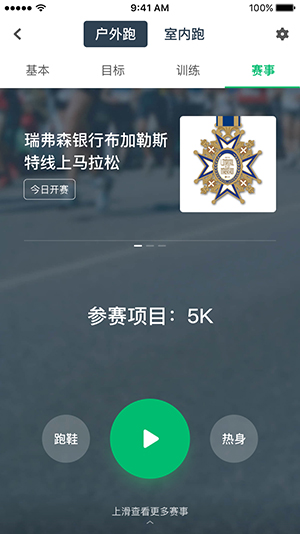 9:41 AM
100%
户外跑
室内跑
基本
目标
训练
赛事
瑞弗森银行布加勒斯
特线上马拉松
今日开赛
参赛项目：5K
跑鞋
热身
上滑查看更多赛事